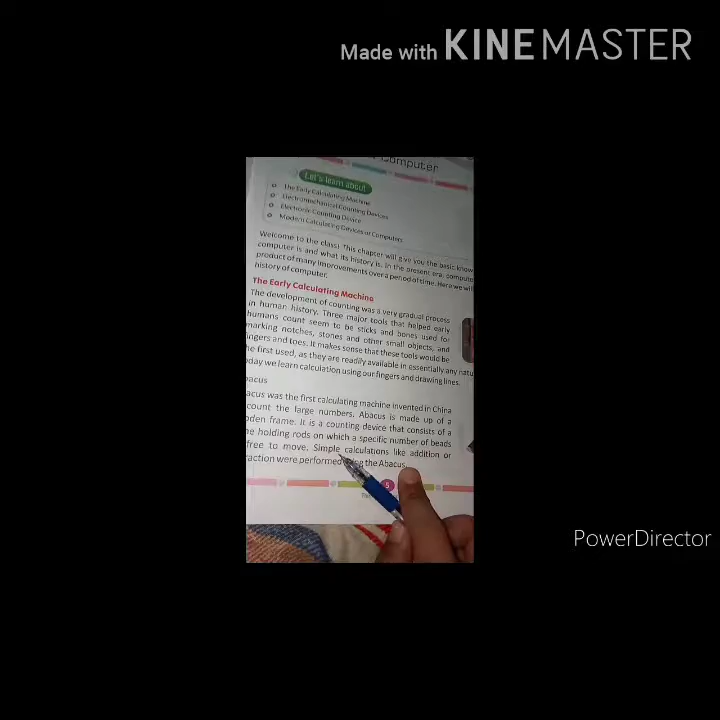 Made with KINEMASTER
Computer
Let's learn about
The Early Calculating Machine
Electromechanical Counting Devices
Electronic Counting Device
Modern Calculating Devices or Computers
Welcome to the class! This chapter will give you the basic know
computer is and what its history is. In the present era, compute
product of many improvements over a period of time. Here we will
history of computer.
The Early Calculating Machine
The development of counting was a very gradual process
in human history. Three major tools that helped early
humans count seem to be sticks and bones used for
marking notches, stones and other small objects, and
ingers and toes. It makes sense that these tools would be
he first used, as they are readily available in essentially any natu
day we learn calculation using our fingers and drawing lines.
bacus
acus was the first calculating machine invented in China
count the large numbers. Abacus is made up of a
oden frame. It is a counting device that consists of a
e holding rods on which a specific number of beads
free to move. Simple calculations like addition or
raction were performed the Abacus.
5
PowerDirector